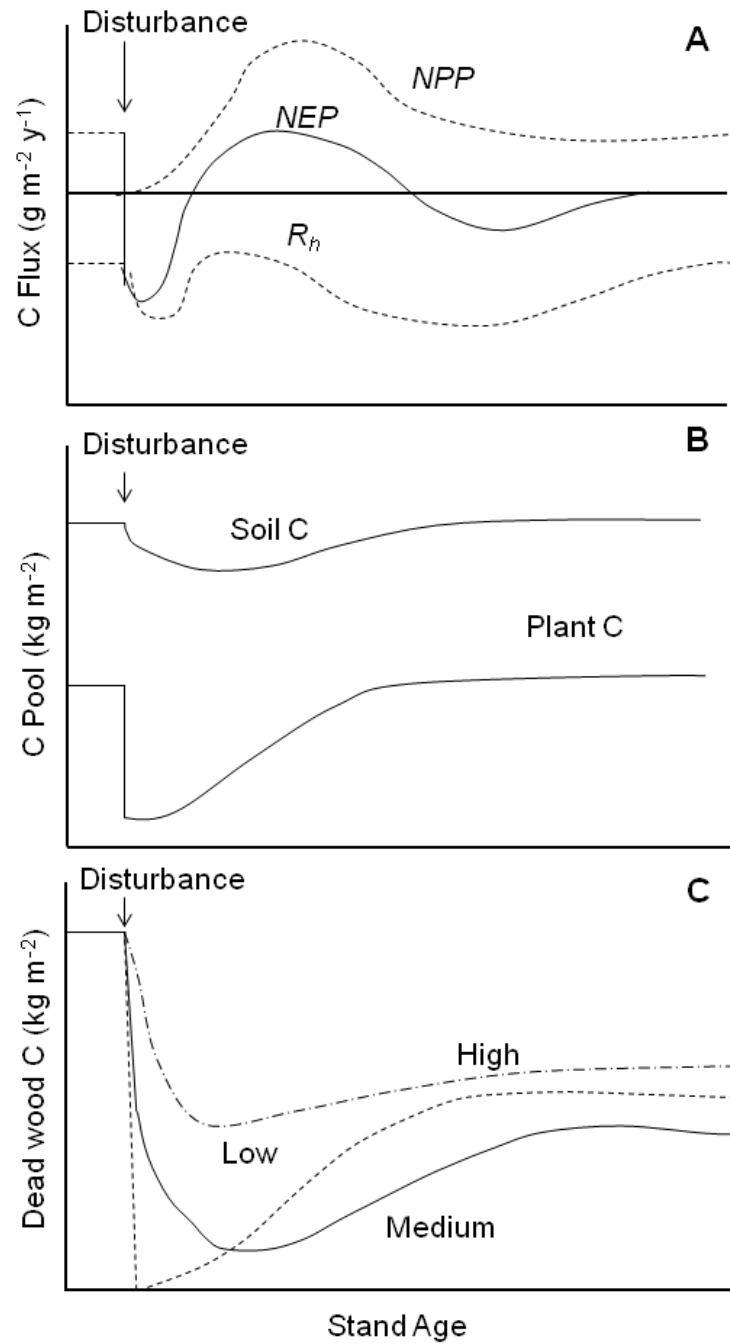 Disturbance
A
NPP
NEP
R_h
C Flux (g m⁻² y⁻¹)
Disturbance
B
Soil C
Plant C
C Pool (kg m⁻²)
Disturbance
C
High
Low
Medium
Dead wood C (kg m⁻²)
Stand Age